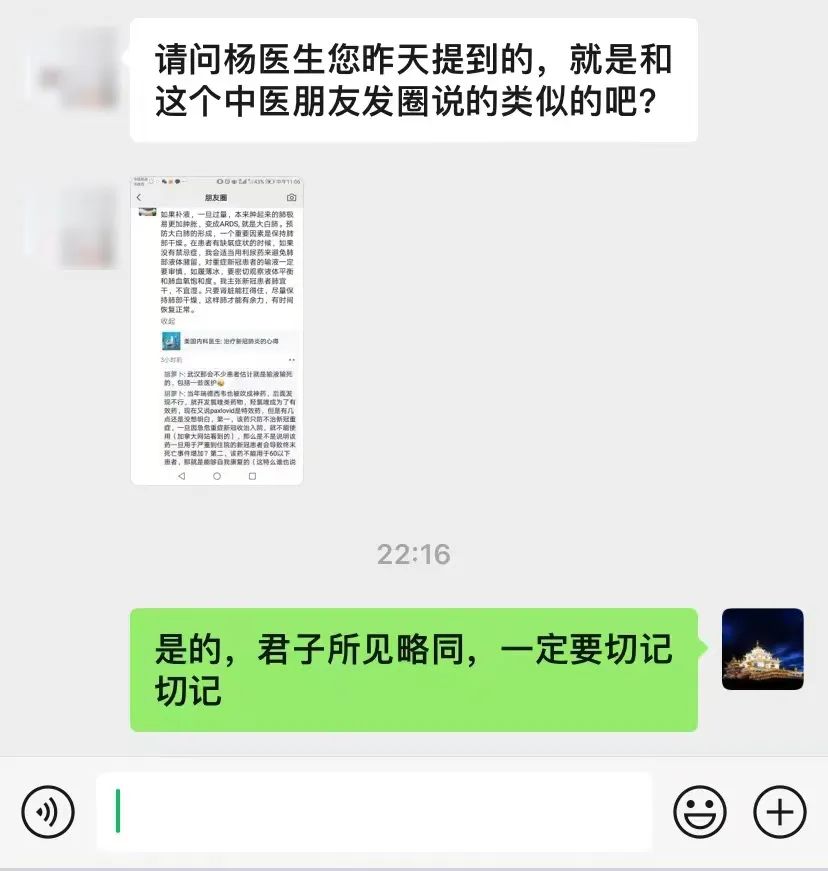 请问杨医生您昨天提到的，就是和
这个中医朋友发圈说的类似的吧？
朋友圈
如果补液，一旦过量，本来肿起来的肺极
易更加肿胀，变成ARDS,就是大白肺。预
防大白肺的形成，一个重要因素是保持肺
部干燥。在患者有缺氧症状的时候，如果
没有禁忌症，我会适当用利尿药来避免肺
部液体潴留，对重症新冠患者的输液一定
要审慎，如履薄冰，要密切观察液体平衡
和肺血氧饱和度。我主张新冠患者肺宜
干，不宜湿。只要肾脏能扛得住，尽量保
持肺部干燥，这样肺才能有余力，有时间
恢复正常。
收起
美国内科医生: 治疗新冠肺炎的心得
3小时前
胡萝卜: 武汉那会不少患者估计就是输液输死
的，包括一些医护
胡萝卜: 当年瑞德西韦也被吹成神药，后面发
现不行，就开发氯喹类药物，羟氯喹成为了有
效药，现在又说paxlovid是特效药，但是有几
点还是没想明白，第一，该药只防不治新冠重
症，一旦因危重症新冠收治入院，就不能使
用（加拿大网站看到的），那么是不是说明该
药一旦用于严重到住院的新冠患者会导致终末
死亡事件增加？第二，该药不能用于60以下
患者，那就是能够自我康复的（这特么谁也说
22:16
是的，君子所见略同，一定要切记
切记